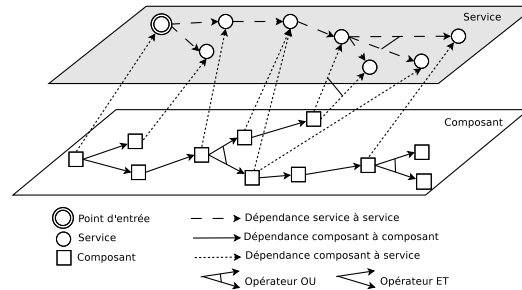 Service
Composant
Point d'entrée
Service
Composant
Dépendance service à service
Dépendance composant à composant
Dépendance composant à service
Opérateur OU
Opérateur ET